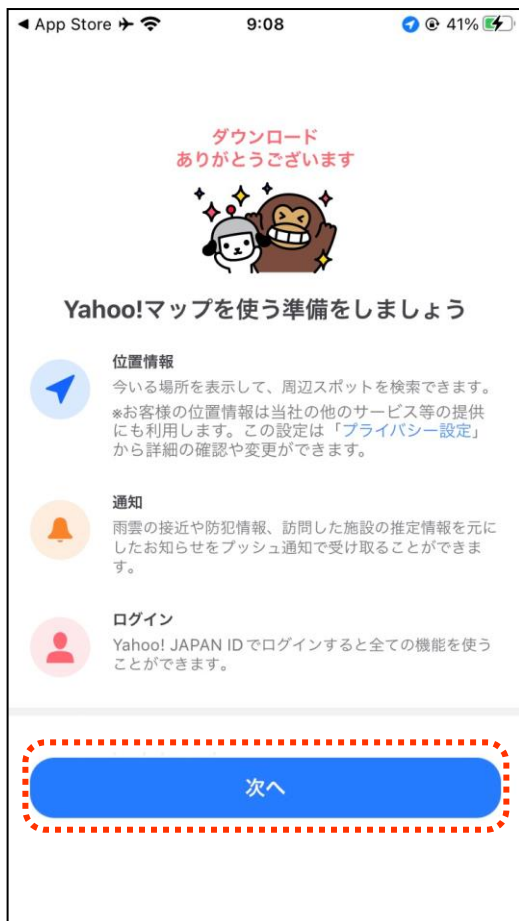 ◀ App Store 9:08 41%
ダウンロード
ありがとうございます
Yahoo!マップを使う準備をしましょう
位置情報
今いる場所を表示して、周辺スポットを検索できます。
※お客様の位置情報は当社の他のサービス等の提供
にも利用します。この設定は「プライバシー設定」
から詳細の確認や変更ができます。
通知
雨雲の接近や防犯情報、訪問した施設の推定情報を元に
したお知らせをプッシュ通知で受け取ることができま
す。
ログイン
Yahoo! JAPAN IDでログインすると全ての機能を使う
ことができます。
次へ